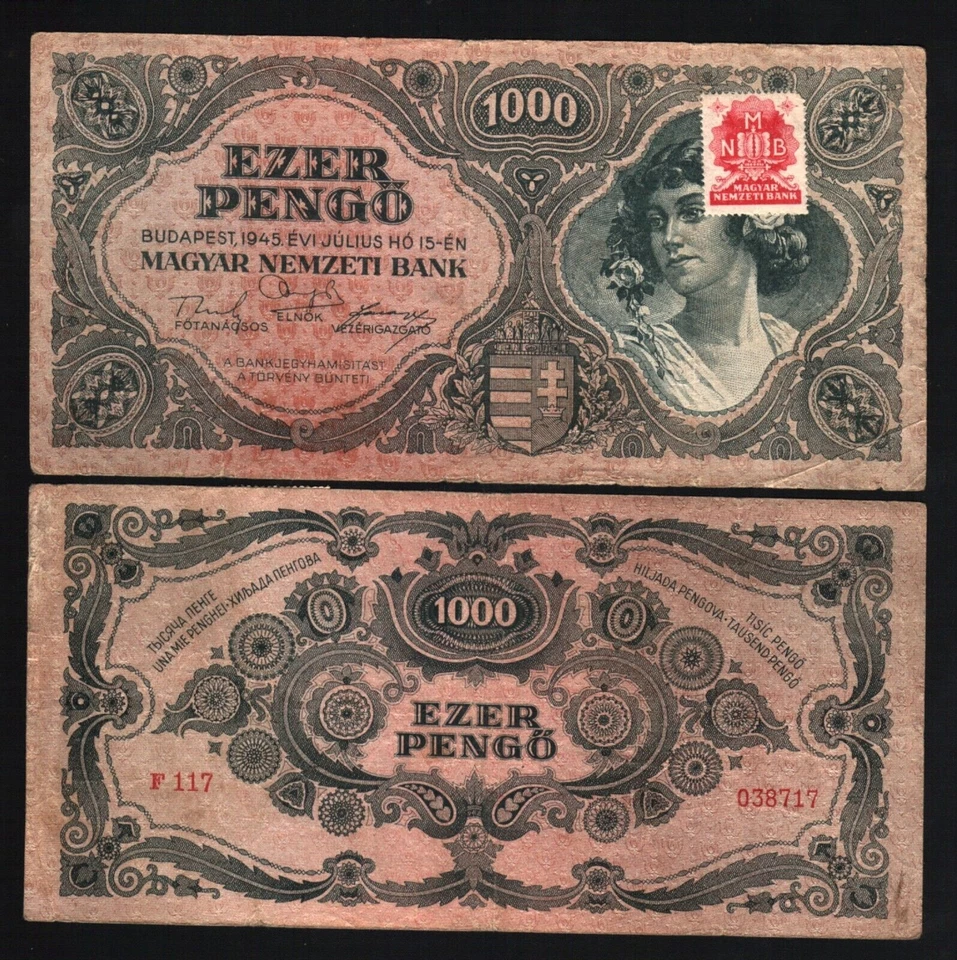 1000
M
N B
MAGYAR
NEMZETI BANK
EZER
PENGŐ
BUDAPEST, 1945. ÉVI JÚLIUS HÓ 15-ÉN
MAGYAR NEMZETI BANK
FŐTANÁCSOS
ELNÖK
VEZÉRIGAZGATÓ
A BANKJEGYHAMISÍTÁST
A TÖRVÉNY BÜNTETI
ТЫСЯЧА ПЕНГЕ
UNA MIE PENGHEI-ХИЉАДА ПЕНГОВА
HILJADA PENGOVA-TAUSEND PENGŐ
TISÍC PENGŐ
1000
EZER
PENGŐ
F 117
038717